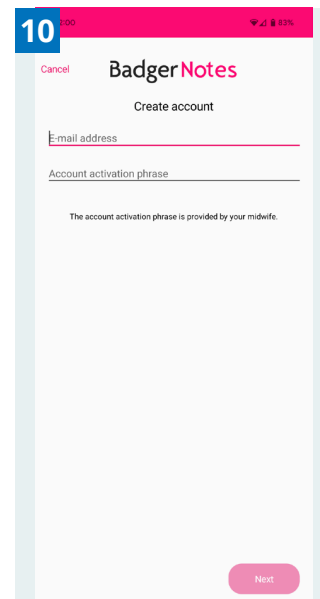 10
:00 83%
Cancel
BadgerNotes
Create account
E-mail address
Account activation phrase
The account activation phrase is provided by your midwife.
Next